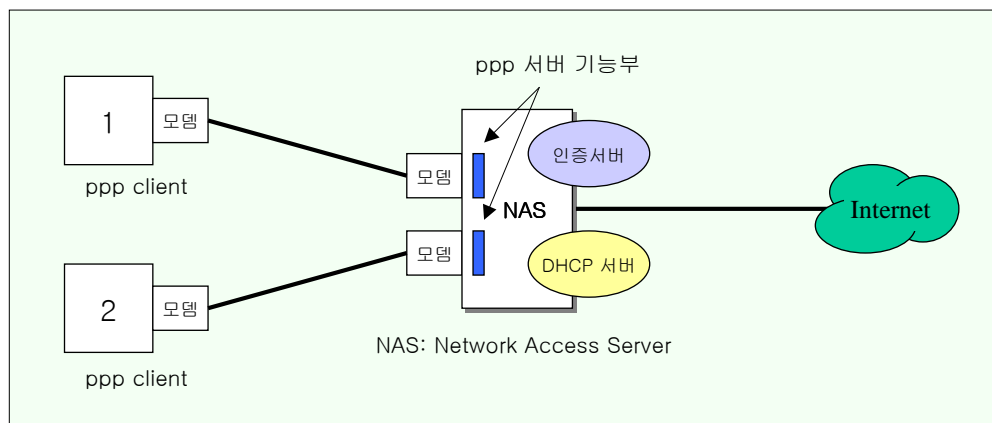 ppp 서버 기능부
1
모뎀
ppp client
모뎀
인증서버
NAS
Internet
모뎀
DHCP 서버
2
모뎀
ppp client
NAS: Network Access Server